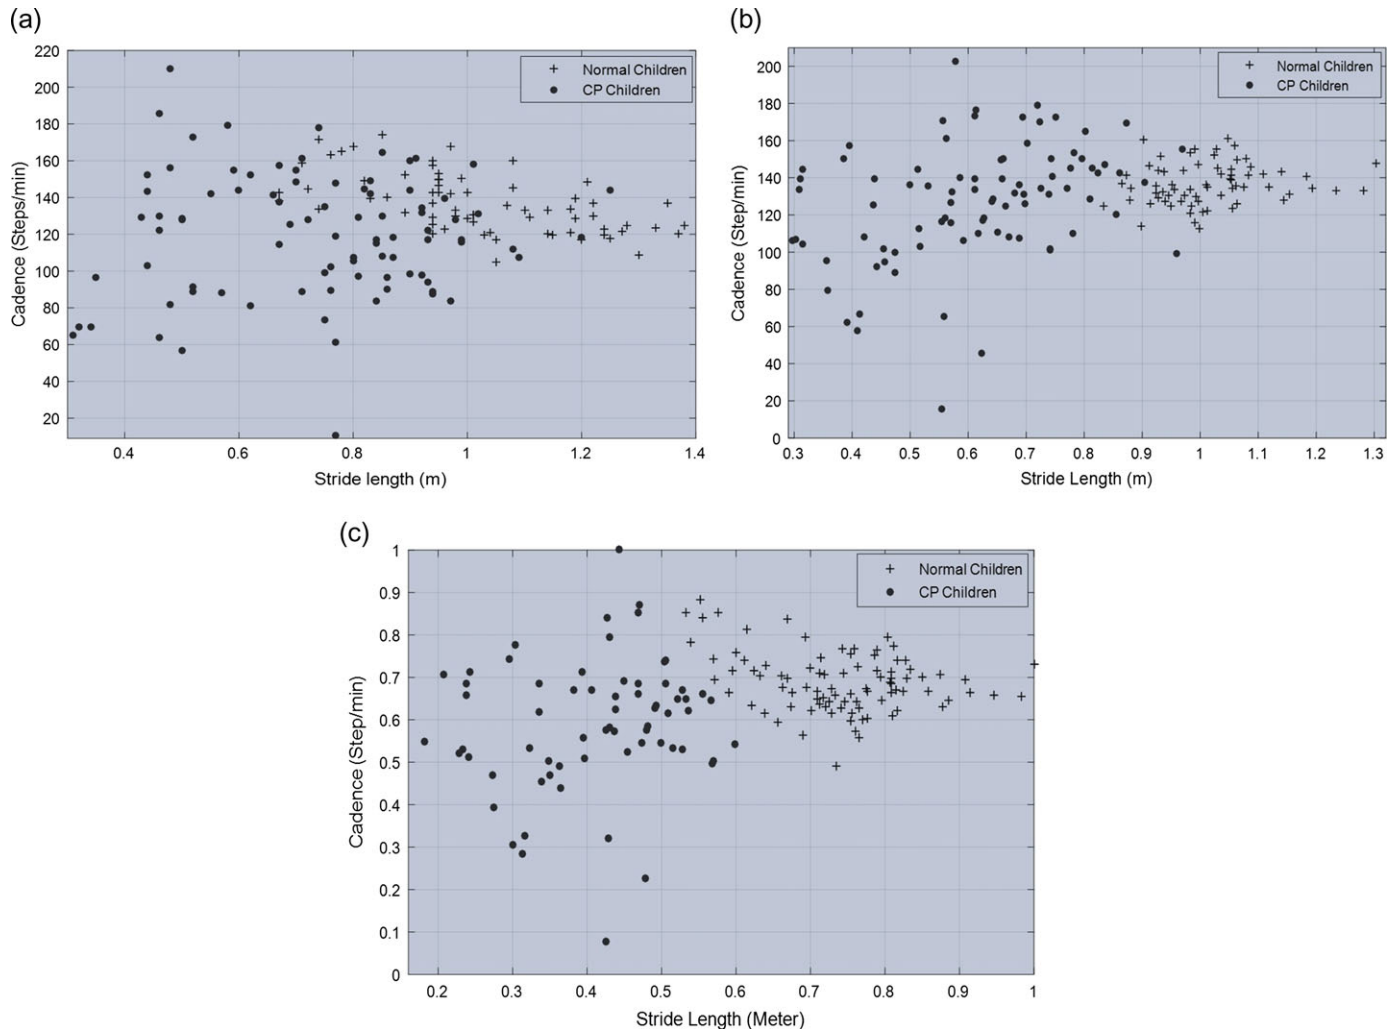 (a)
220
200
180
160
140
120
100
80
60
40
20
Cadence (Steps/min)
0.4 0.6 0.8 1 1.2 1.4
Stride length (m)
Normal Children
CP Children
(b)
200
180
160
140
120
100
80
60
40
20
0
Cadence (Step/min)
0.3 0.4 0.5 0.6 0.7 0.8 0.9 1 1.1 1.2 1.3
Stride Length (m)
Normal Children
CP Children
(c)
1
0.9
0.8
0.7
0.6
0.5
0.4
0.3
0.2
0.1
0
Cadence (Step/min)
0.2 0.3 0.4 0.5 0.6 0.7 0.8 0.9 1
Stride Length (Meter)
Normal Children
CP Children